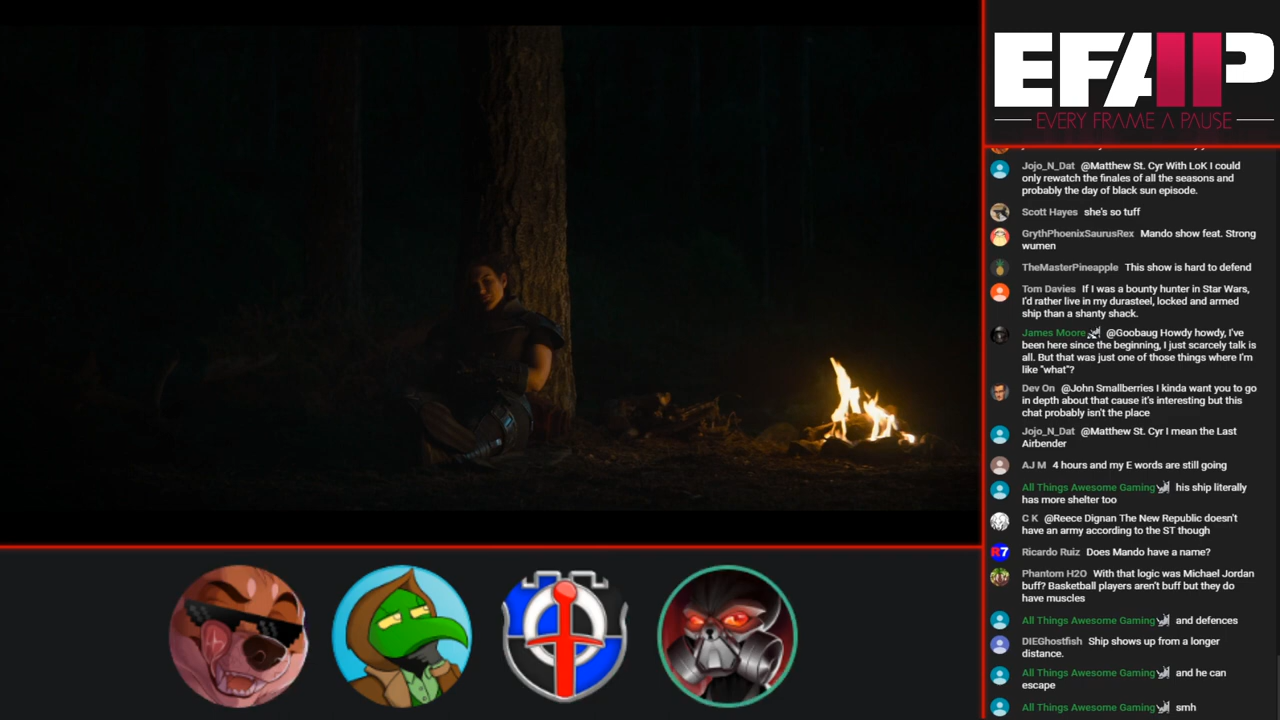 EFAP
EVERY FRAME A PAUSE
Jojo_N_Dat @Matthew St. Cyr With LoK I could
only rewatch the finales of all the seasons and
probably the day of black sun episode.
Scott Hayes she's so tuff
GrythPhoenixSaurusRex Mando show feat. Strong
wumen
TheMasterPineapple This show is hard to defend
Tom Davies If I was a bounty hunter in Star Wars,
I'd rather live in my durasteel, locked and armed
ship than a shanty shack.
James Moore @Goobaug Howdy howdy, I've
been here since the beginning, I just scarcely talk is
all. But that was just one of those things where I'm
like "what"?
Dev On @John Smallberries I kinda want you to go
in depth about that cause it's interesting but this
chat probably isn't the place
Jojo_N_Dat @Matthew St. Cyr I mean the Last
Airbender
AJ M 4 hours and my E words are still going
All Things Awesome Gaming his ship literally
has more shelter too
C K @Reece Dignan The New Republic doesn't
have an army according to the ST though
R7 Ricardo Ruiz Does Mando have a name?
Phantom H2O With that logic was Michael Jordan
buff? Basketball players aren't buff but they do
have muscles
All Things Awesome Gaming and defences
DIEGhostfish Ship shows up from a longer
distance.
All Things Awesome Gaming and he can
escape
All Things Awesome Gaming smh